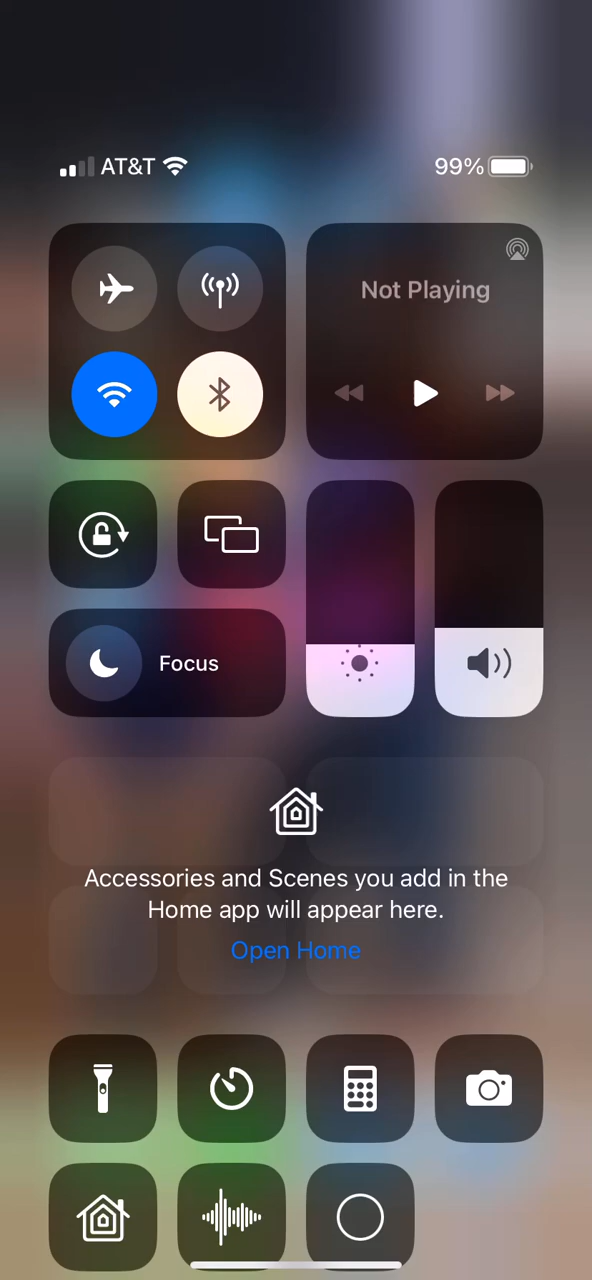 AT&T
99%
Not Playing
Focus
Accessories and Scenes you add in the
Home app will appear here.
Open Home